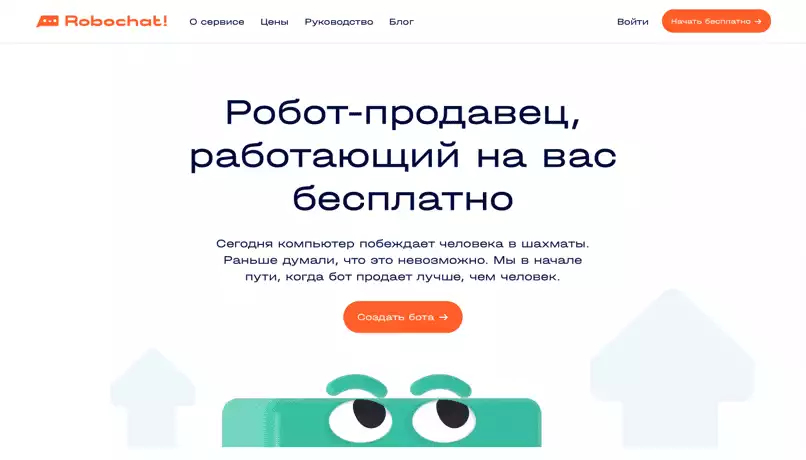 Robochat!
О сервисе
Цены
Руководство
Блог
Войти
Начать бесплатно →
Робот-продавец,
работающий на вас
бесплатно
Сегодня компьютер побеждает человека в шахматы.
Раньше думали, что это невозможно. Мы в начале
пути, когда бот продает лучше, чем человек.
Создать бота →